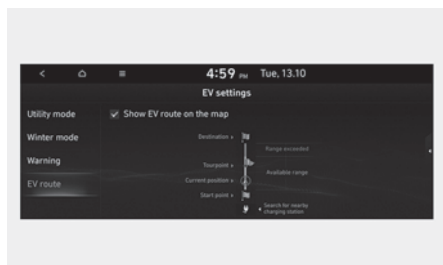 4:59 PM Tue, 13.10
EV settings
Utility mode
Show EV route on the map
Winter mode
Destination
Range exceeded
Warning
Tourpoint
Available range
Current position
EV route
Start point
Search for nearby
charging station